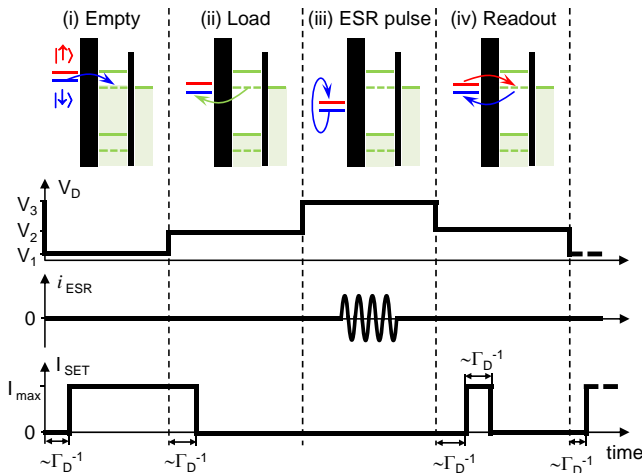 (i) Empty (ii) Load (iii) ESR pulse (iv) Readout
|↑⟩
|↓⟩
V_D
V_3
V_2
V_1
i_ESR
0
I_SET
I_max
0
~Γ_D^-1
time
~Γ_D^-1 ~Γ_D^-1 ~Γ_D^-1 ~Γ_D^-1